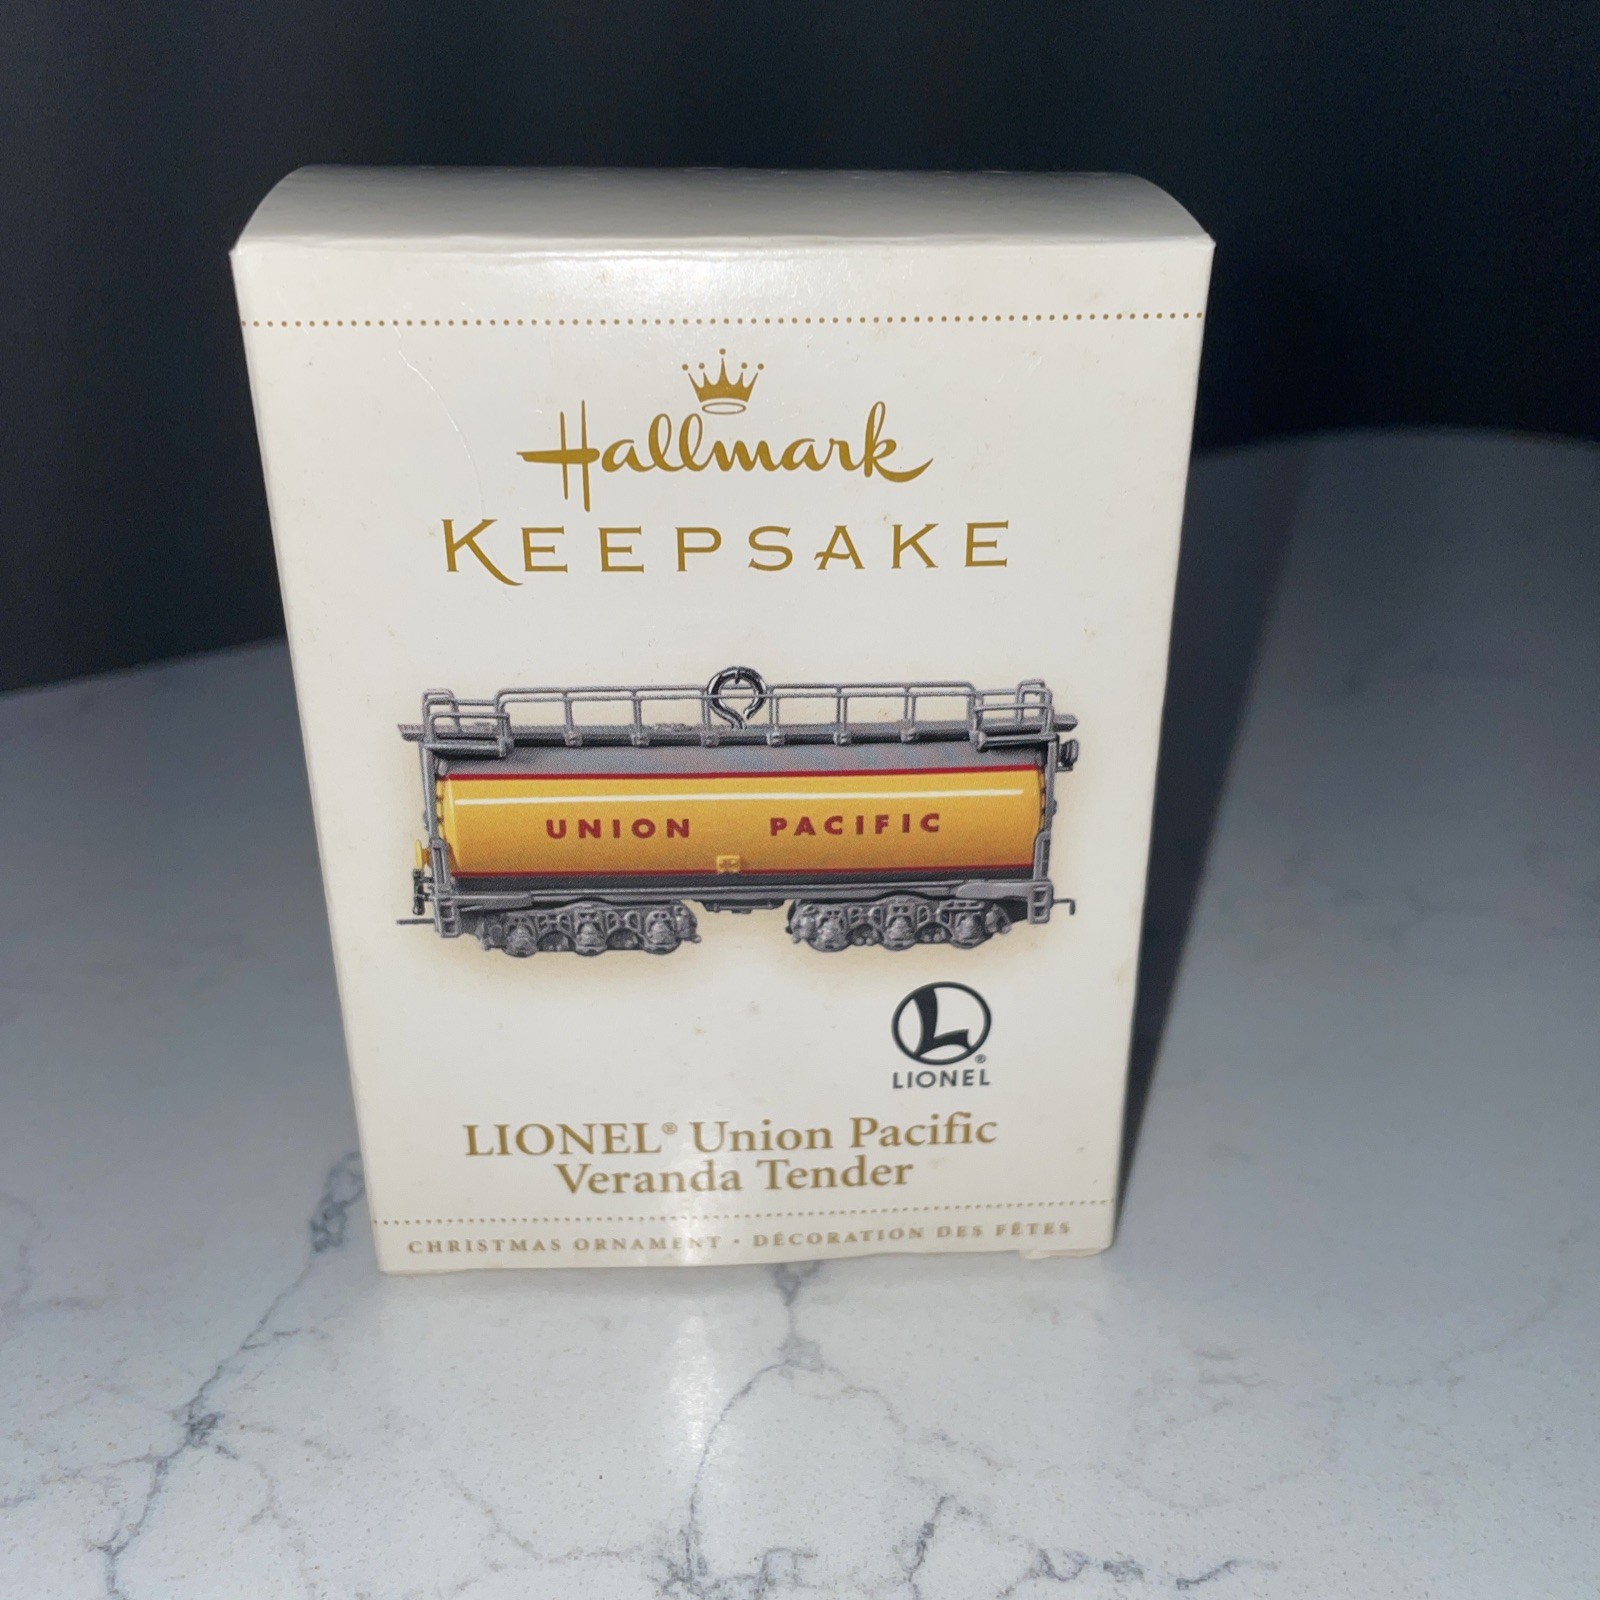 Hallmark
KEEPSAKE
UNION PACIFIC
L ®
LIONEL
LIONEL® Union Pacific
Veranda Tender
CHRISTMAS ORNAMENT • DÉCORATION DES FÊTES